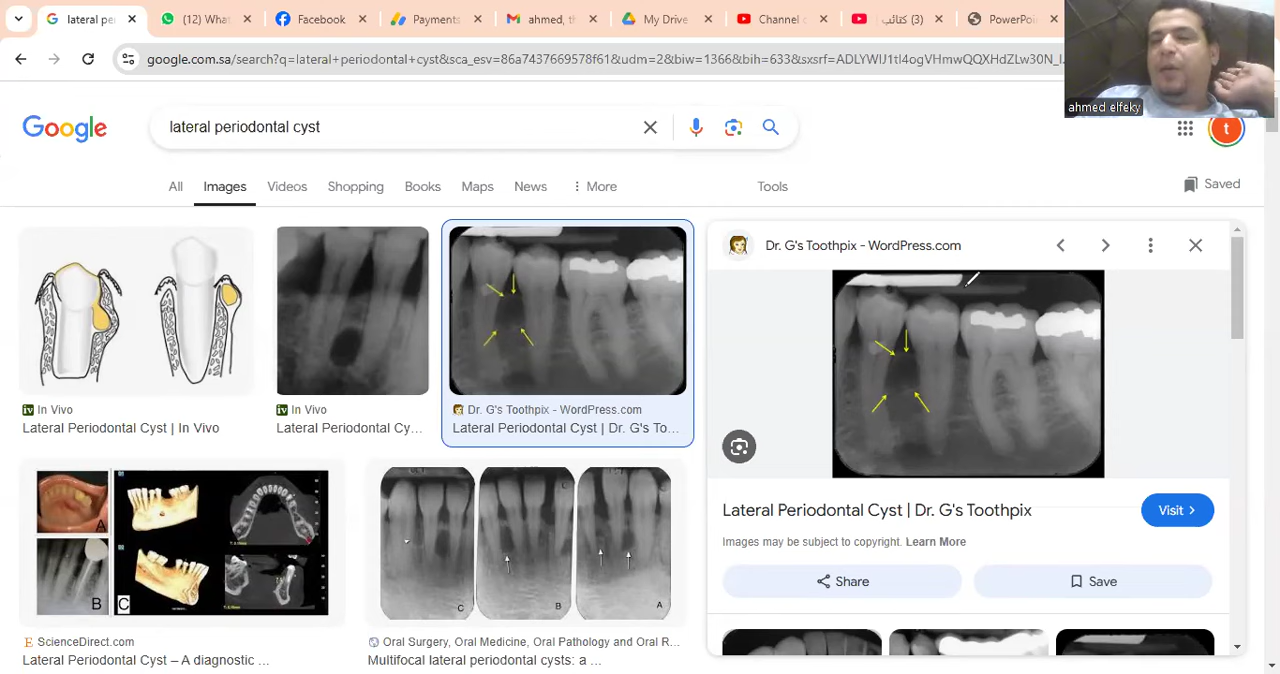 lateral pe
(12) What
Facebook
Payments
ahmed, th
My Drive
Channel
(3) كتائب
PowerPoi
google.com.sa/search?q=lateral+periodontal+cyst&sca_esv=86a7437669578f61&udm=2&biw=1366&bih=633&sxsrf=ADLYWIJ1tI4ogVHmwQQXHdZLw30N_I
ahmed elfeky
Google
lateral periodontal cyst
t
All
Images
Videos
Shopping
Books
Maps
News
More
Tools
Saved
In Vivo
Lateral Periodontal Cyst | In Vivo
In Vivo
Lateral Periodontal Cy...
Dr. G's Toothpix - WordPress.com
Lateral Periodontal Cyst | Dr. G's To...
A
B
C
E ScienceDirect.com
Lateral Periodontal Cyst – A diagnostic ...
C
B
A
Oral Surgery, Oral Medicine, Oral Pathology and Oral R...
Multifocal lateral periodontal cysts: a ...
Dr. G's Toothpix - WordPress.com
Lateral Periodontal Cyst | Dr. G's Toothpix
Visit
Images may be subject to copyright. Learn More
Share
Save